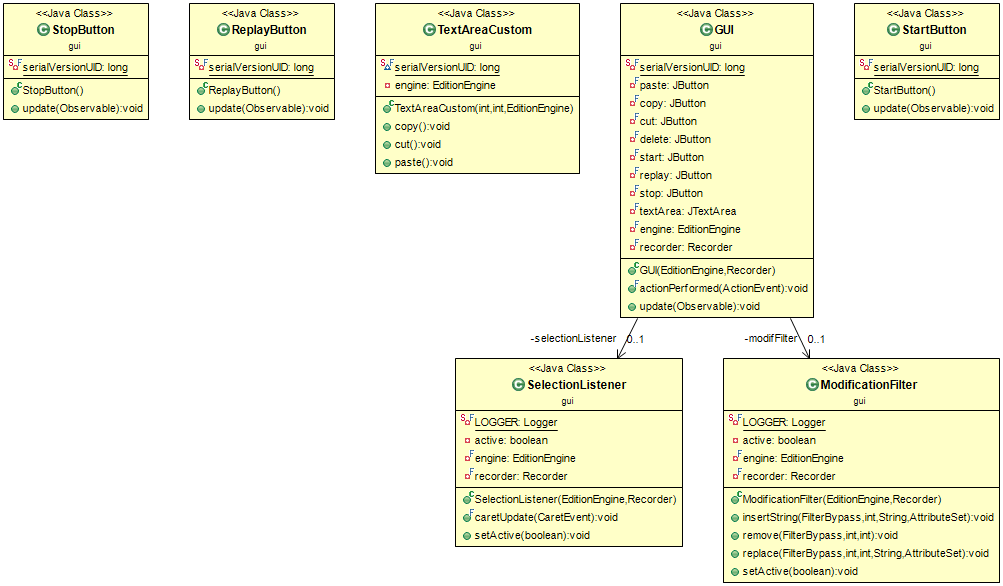 <<Java Class>>
StopButton
gui
serialVersionUID: long
StopButton()
update(Observable):void
<<Java Class>>
ReplayButton
gui
serialVersionUID: long
ReplayButton()
update(Observable):void
<<Java Class>>
TextAreaCustom
gui
serialVersionUID: long
engine: EditionEngine
TextAreaCustom(int,int,EditionEngine)
copy():void
cut():void
paste():void
<<Java Class>>
GUI
gui
serialVersionUID: long
paste: JButton
copy: JButton
cut: JButton
delete: JButton
start: JButton
replay: JButton
stop: JButton
textArea: JTextArea
engine: EditionEngine
recorder: Recorder
GUI(EditionEngine,Recorder)
actionPerformed(ActionEvent):void
update(Observable):void
<<Java Class>>
StartButton
gui
serialVersionUID: long
StartButton()
update(Observable):void
-selectionListener 0..1
-modifFilter 0..1
<<Java Class>>
SelectionListener
gui
LOGGER: Logger
active: boolean
engine: EditionEngine
recorder: Recorder
SelectionListener(EditionEngine,Recorder)
caretUpdate(CaretEvent):void
setActive(boolean):void
<<Java Class>>
ModificationFilter
gui
LOGGER: Logger
active: boolean
engine: EditionEngine
recorder: Recorder
ModificationFilter(EditionEngine,Recorder)
insertString(FilterBypass,int,String,AttributeSet):void
remove(FilterBypass,int,int):void
replace(FilterBypass,int,int,String,AttributeSet):void
setActive(boolean):void